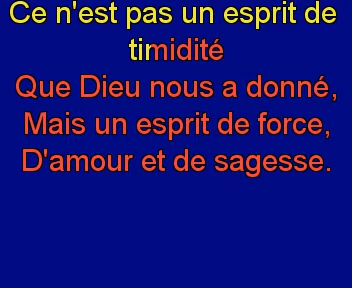 Ce n'est pas un esprit de
timidité
Que Dieu nous a donné,
Mais un esprit de force,
D'amour et de sagesse.